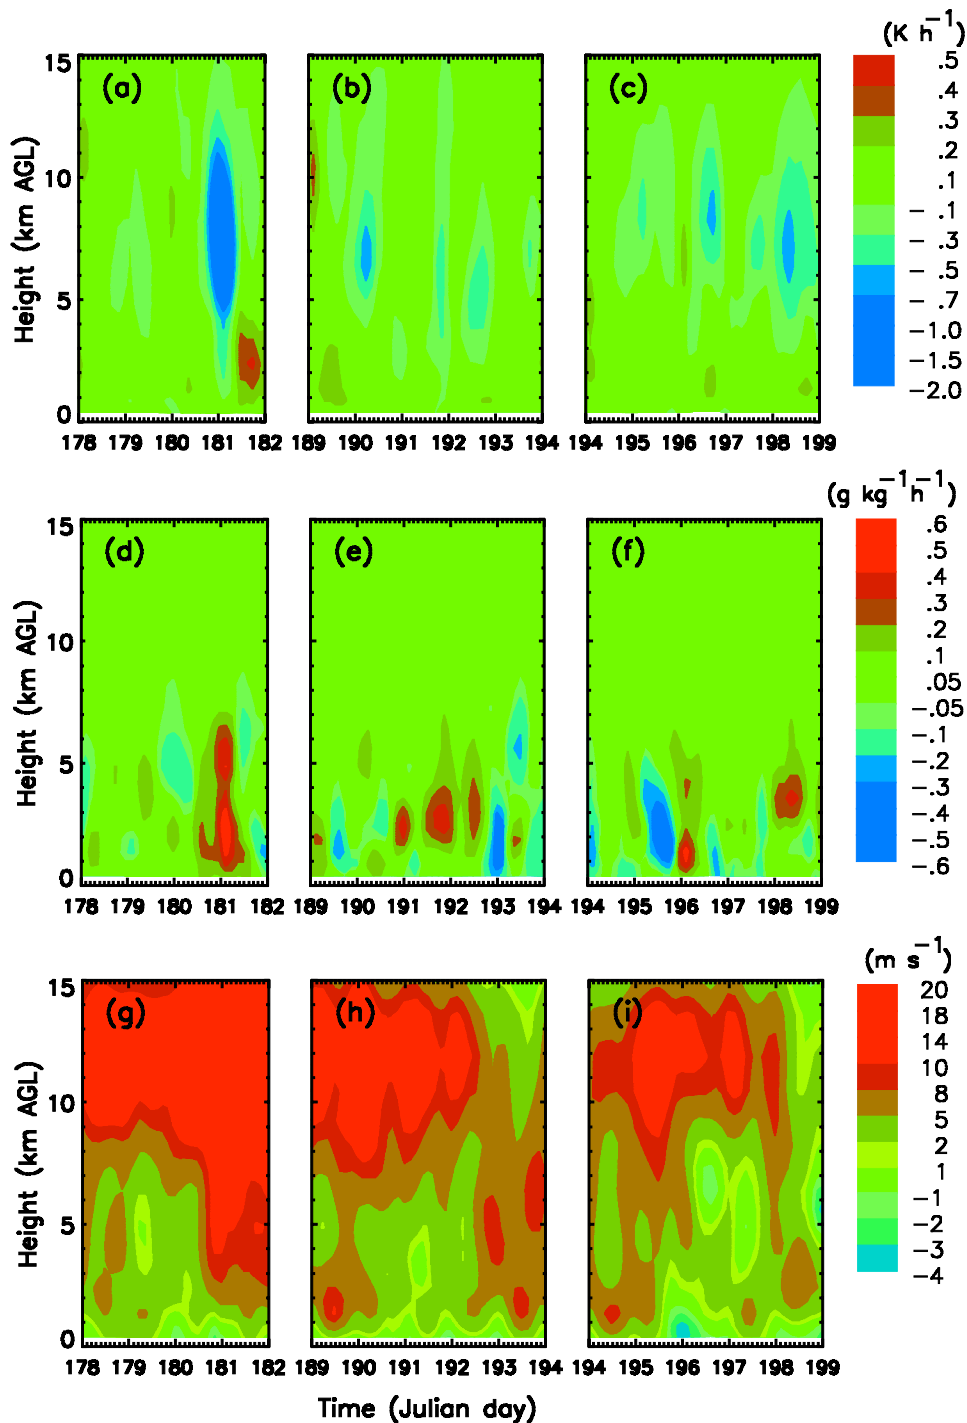 (K h⁻¹)
15 (a) (b) (c) .5
.4
.3
.2
10 .1
− .1
− .3
− .5
5 − .7
−1.0
−1.5
0 −2.0
Height (km AGL)
178 179 180 181 182 189 190 191 192 193 194 194 195 196 197 198 199
(g kg⁻¹h⁻¹)
15 (d) (e) (f) .6
.5
.4
.3
10 .2
.1
.05
−.05
−.1
5 −.2
−.3
−.4
−.5
0 −.6
Height (km AGL)
178 179 180 181 182 189 190 191 192 193 194 194 195 196 197 198 199
(m s⁻¹)
15 (g) (h) (i) 20
18
14
10
10 8
5
2
1
5 −1
−2
−3
−4
0
Height (km AGL)
178 179 180 181 182 189 190 191 192 193 194 194 195 196 197 198 199
Time (Julian day)